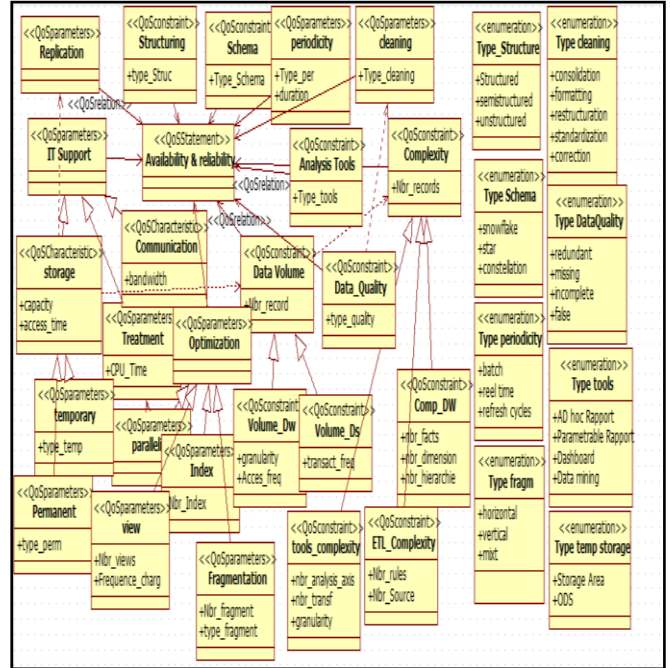 <<QoSparameters>>
Replication
<<QoSconstraint>>
Structuring
+type_Struc
<<QoSconstraint>>
Schema
+Type_Schema
<<QoSparameters>>
periodicity
+Type_per
+duration
<<QoSparameters>>
cleaning
+Type_cleaning
<<enumeration>>
Type_Structure
+Structured
+semistructured
+unstructured
<<enumeration>>
Type cleaning
+consolidation
+formatting
+restructuration
+standardization
+correction
<<QoSrelation>>
<<QoSparameters>>
IT Support
<<QoSStatement>>
Availability & reliability
<<QoSconstraint>>
Analysis Tools
+Type_tools
<<QoSconstraint>>
Complexity
+Nbr_records
<<QoSrelation>>
<<QoSrelation>>
<<enumeration>>
Type Schema
+snowflake
+star
+constellation
<<enumeration>>
Type DataQuality
+redundant
+missing
+incomplete
+false
<<QoSCharacteristic>>
storage
+capacity
+access_time
<<QoSCharacteristic>>
Communication
+bandwidth
<<QoSconstraint>>
Data Volume
+Nbr_record
<<QoSconstraint>>
Data_Quality
+type_quality
<<QoSparameters>>
Treatment
+CPU_Time
<<QoSparameters>>
Optimization
<<enumeration>>
Type periodicity
+batch
+reel time
+refresh cycles
<<enumeration>>
Type tools
+AD hoc Rapport
+Parametrable Rapport
+Dashboard
+Data mining
<<QoSparameters>>
temporary
+type_temp
<<QoSparameters>>
paralleli
<<QoSparameters>>
Index
Nbr_Index
<<QoSconstraint>>
Volume_Dw
+granularity
+Acces_freq
<<QoSconstraint>>
Volume_Ds
+transact_freq
<<QoSconstraint>>
Comp_DW
+nbr_facts
+nbr_dimension
+nbr_hierarchie
<<enumeration>>
Type fragm
+horizontal
+vertical
+mixt
<<QoSparameters>>
Permanent
+type_perm
<<QoSparameters>>
view
+Nbr_views
+Frequence_charg
<<QoSparameters>>
Fragmentation
+Nbr_fragment
+type_fragment
<<QoSconstraint>>
tools_complexity
+nbr_analysis_axis
+nbr_transf
+granularity
<<QoSconstraint>>
ETL_Complexity
+Nbr_rules
+Nbr_Source
<<enumeration>>
Type temp storage
+Storage Area
+ODS